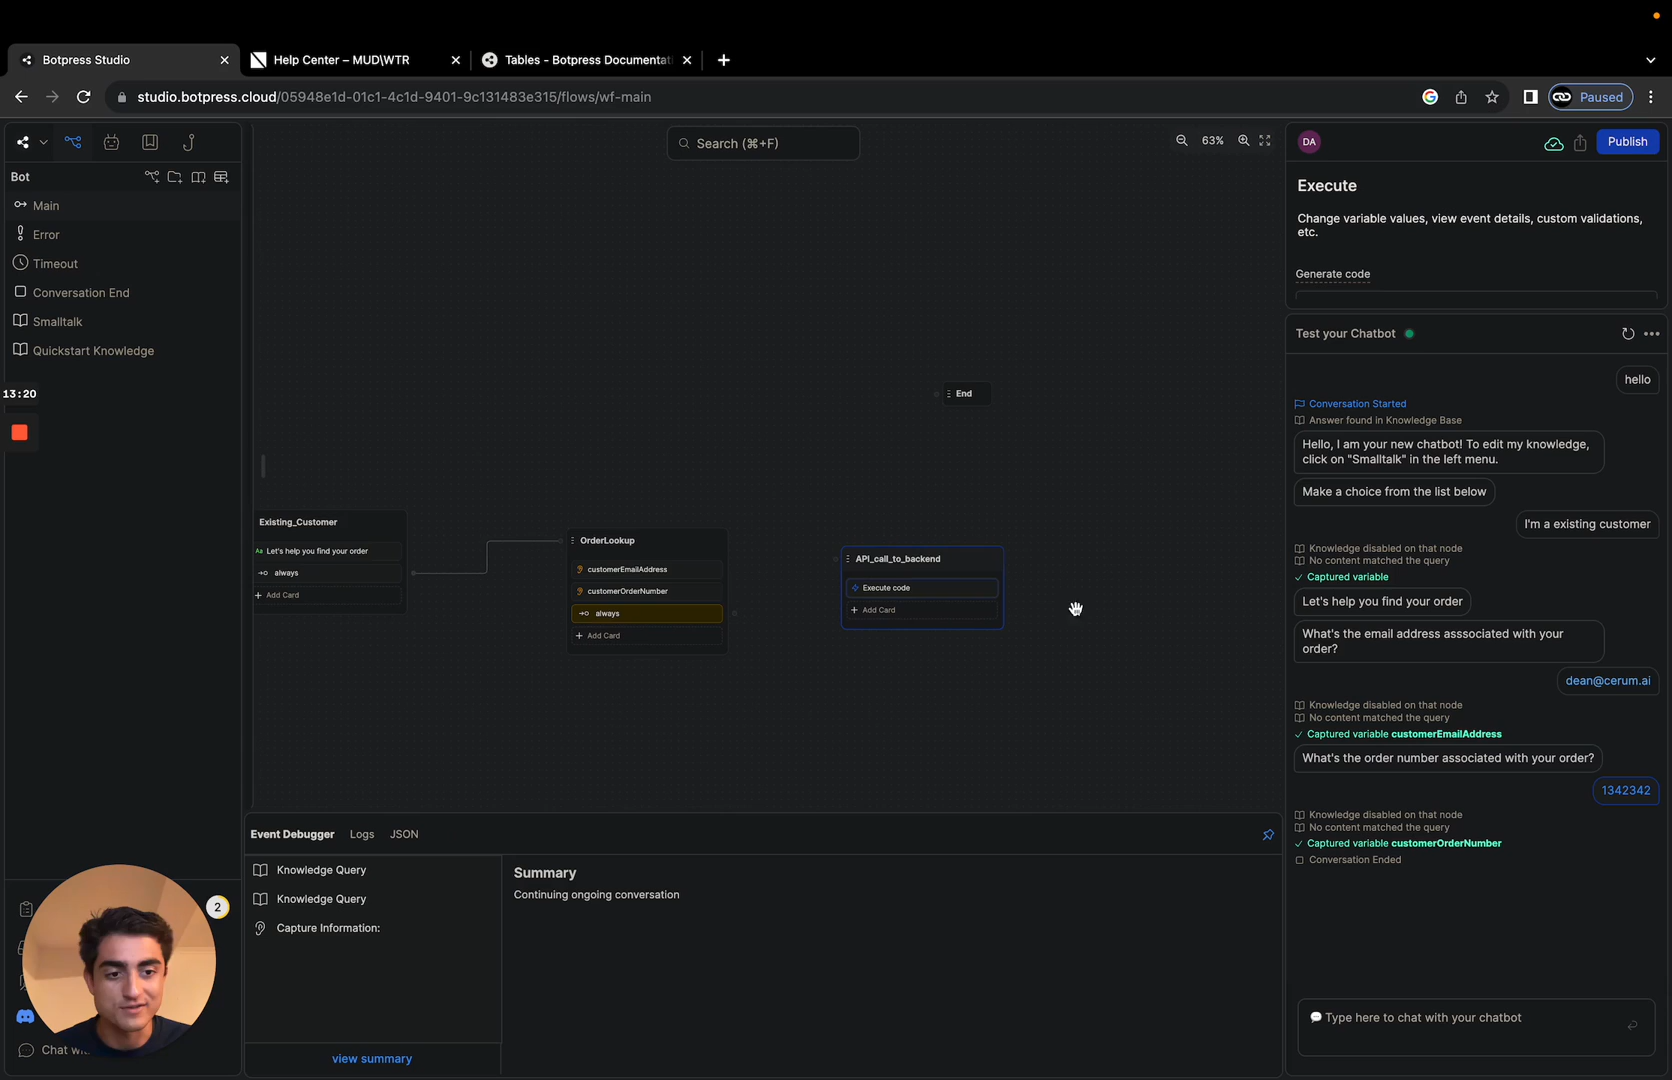 Botpress Studio
Help Center – MUD\WTR
Tables - Botpress Documentati
studio.botpress.cloud/05948e1d-01c1-4c1d-9401-9c131483e315/flows/wf-main
Paused
Bot
Main
Error
Timeout
Conversation End
Smalltalk
Quickstart Knowledge
13:20
2
Search (⌘+F)
63%
End
Existing_Customer
Aa Let's help you find your order
always
+ Add Card
OrderLookup
customerEmailAddress
customerOrderNumber
always
+ Add Card
API_call_to_backend
Execute code
+ Add Card
Event Debugger
Logs
JSON
Knowledge Query
Knowledge Query
Capture Information:
view summary
Summary
Continuing ongoing conversation
DA
Publish
Execute
Change variable values, view event details, custom validations,
etc.
Generate code
Test your Chatbot
hello
Conversation Started
Answer found in Knowledge Base
Hello, I am your new chatbot! To edit my knowledge,
click on "Smalltalk" in the left menu.
Make a choice from the list below
I'm a existing customer
Knowledge disabled on that node
No content matched the query
Captured variable
Let's help you find your order
What's the email address asssociated with your
order?
dean@cerum.ai
Knowledge disabled on that node
No content matched the query
Captured variable customerEmailAddress
What's the order number associated with your order?
1342342
Knowledge disabled on that node
No content matched the query
Captured variable customerOrderNumber
Conversation Ended
💬 Type here to chat with your chatbot